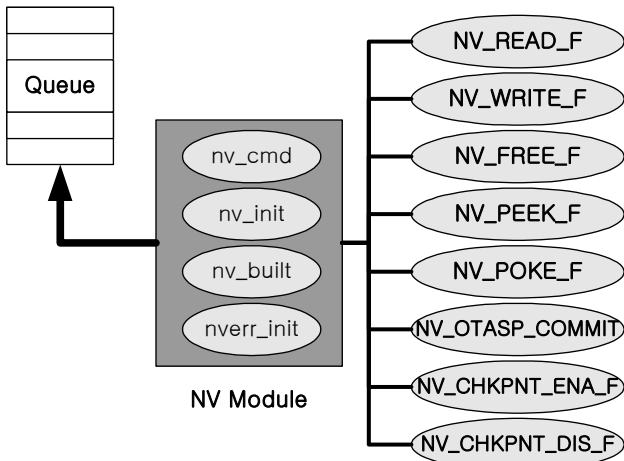 Queue
nv_cmd
nv_init
nv_built
nverr_init
NV Module
NV_READ_F
NV_WRITE_F
NV_FREE_F
NV_PEEK_F
NV_POKE_F
NV_OTASP_COMMIT
NV_CHKPNT_ENA_F
NV_CHKPNT_DIS_F